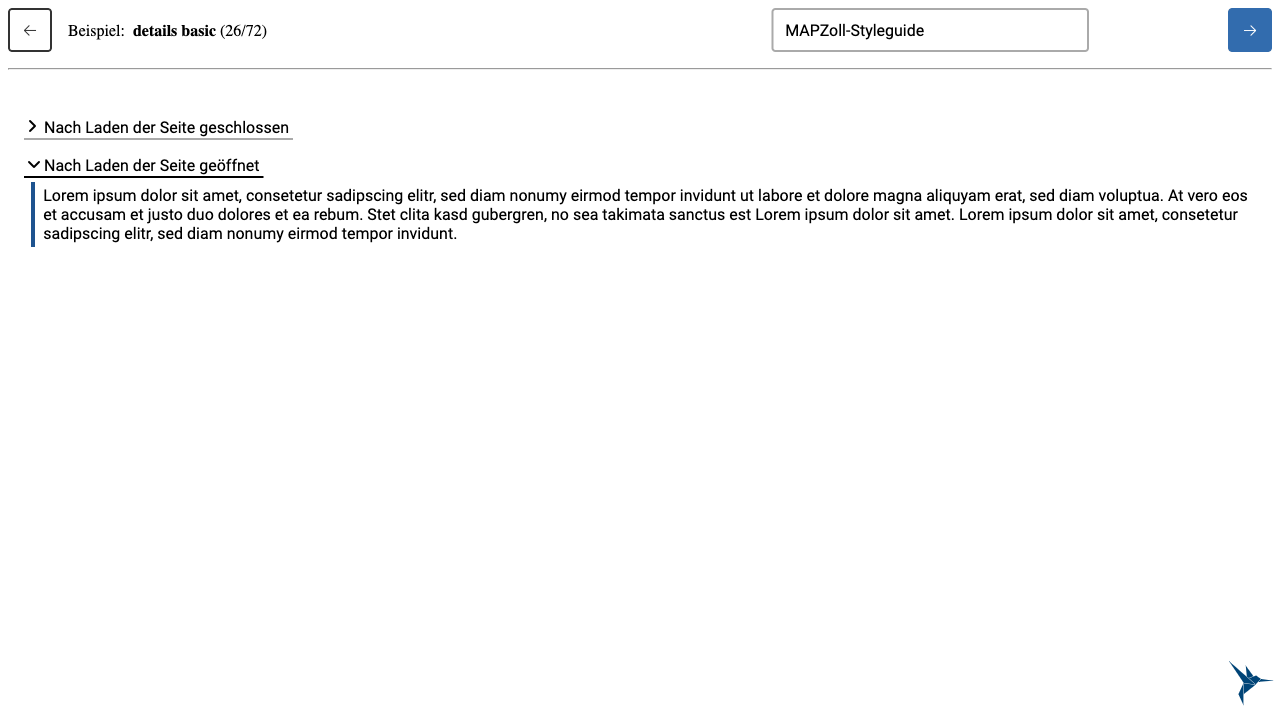 Beispiel: details basic (26/72)
MAPZoll-Styleguide
Nach Laden der Seite geschlossen
Nach Laden der Seite geöffnet
Lorem ipsum dolor sit amet, consetetur sadipscing elitr, sed diam nonumy eirmod tempor invidunt ut labore et dolore magna aliquyam erat, sed diam voluptua. At vero eos
et accusam et justo duo dolores et ea rebum. Stet clita kasd gubergren, no sea takimata sanctus est Lorem ipsum dolor sit amet. Lorem ipsum dolor sit amet, consetetur
sadipscing elitr, sed diam nonumy eirmod tempor invidunt.